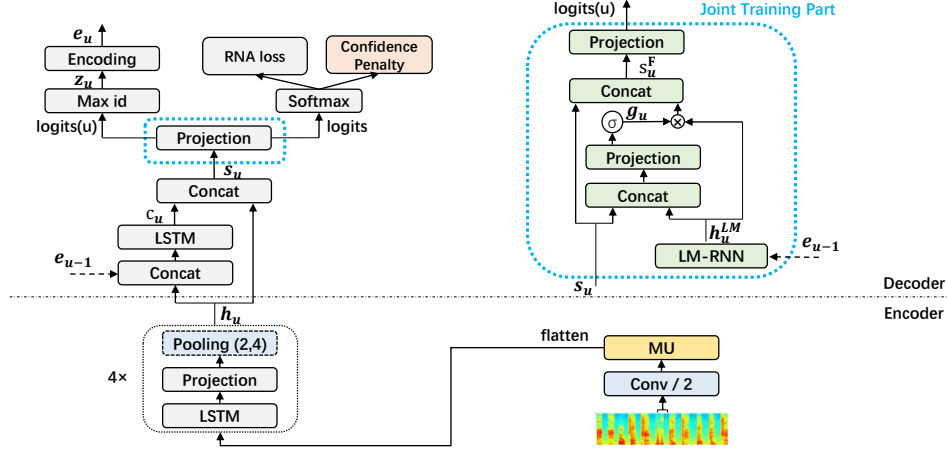 e_u
Encoding
z_u
Max id
logits(u)
RNA loss
Confidence
Penalty
Softmax
logits
Projection
s_u
Concat
c_u
LSTM
e_{u-1}
Concat
h_u
Pooling (2,4)
4×
Projection
LSTM
logits(u)
Joint Training Part
Projection
S_u^F
Concat
σ
g_u
⊗
Projection
Concat
h_u^{LM}
LM-RNN
e_{u-1}
s_u
Decoder
Encoder
flatten
MU
Conv / 2